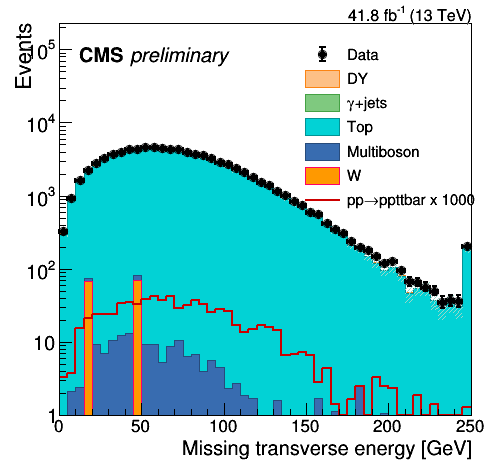 41.8 fb⁻¹ (13 TeV)
Events
CMS preliminary
Data
DY
γ+jets
Top
Multiboson
W
pp→ppttbar x 1000
10⁵
10⁴
10³
10²
10
1
0 50 100 150 200 250
Missing transverse energy [GeV]